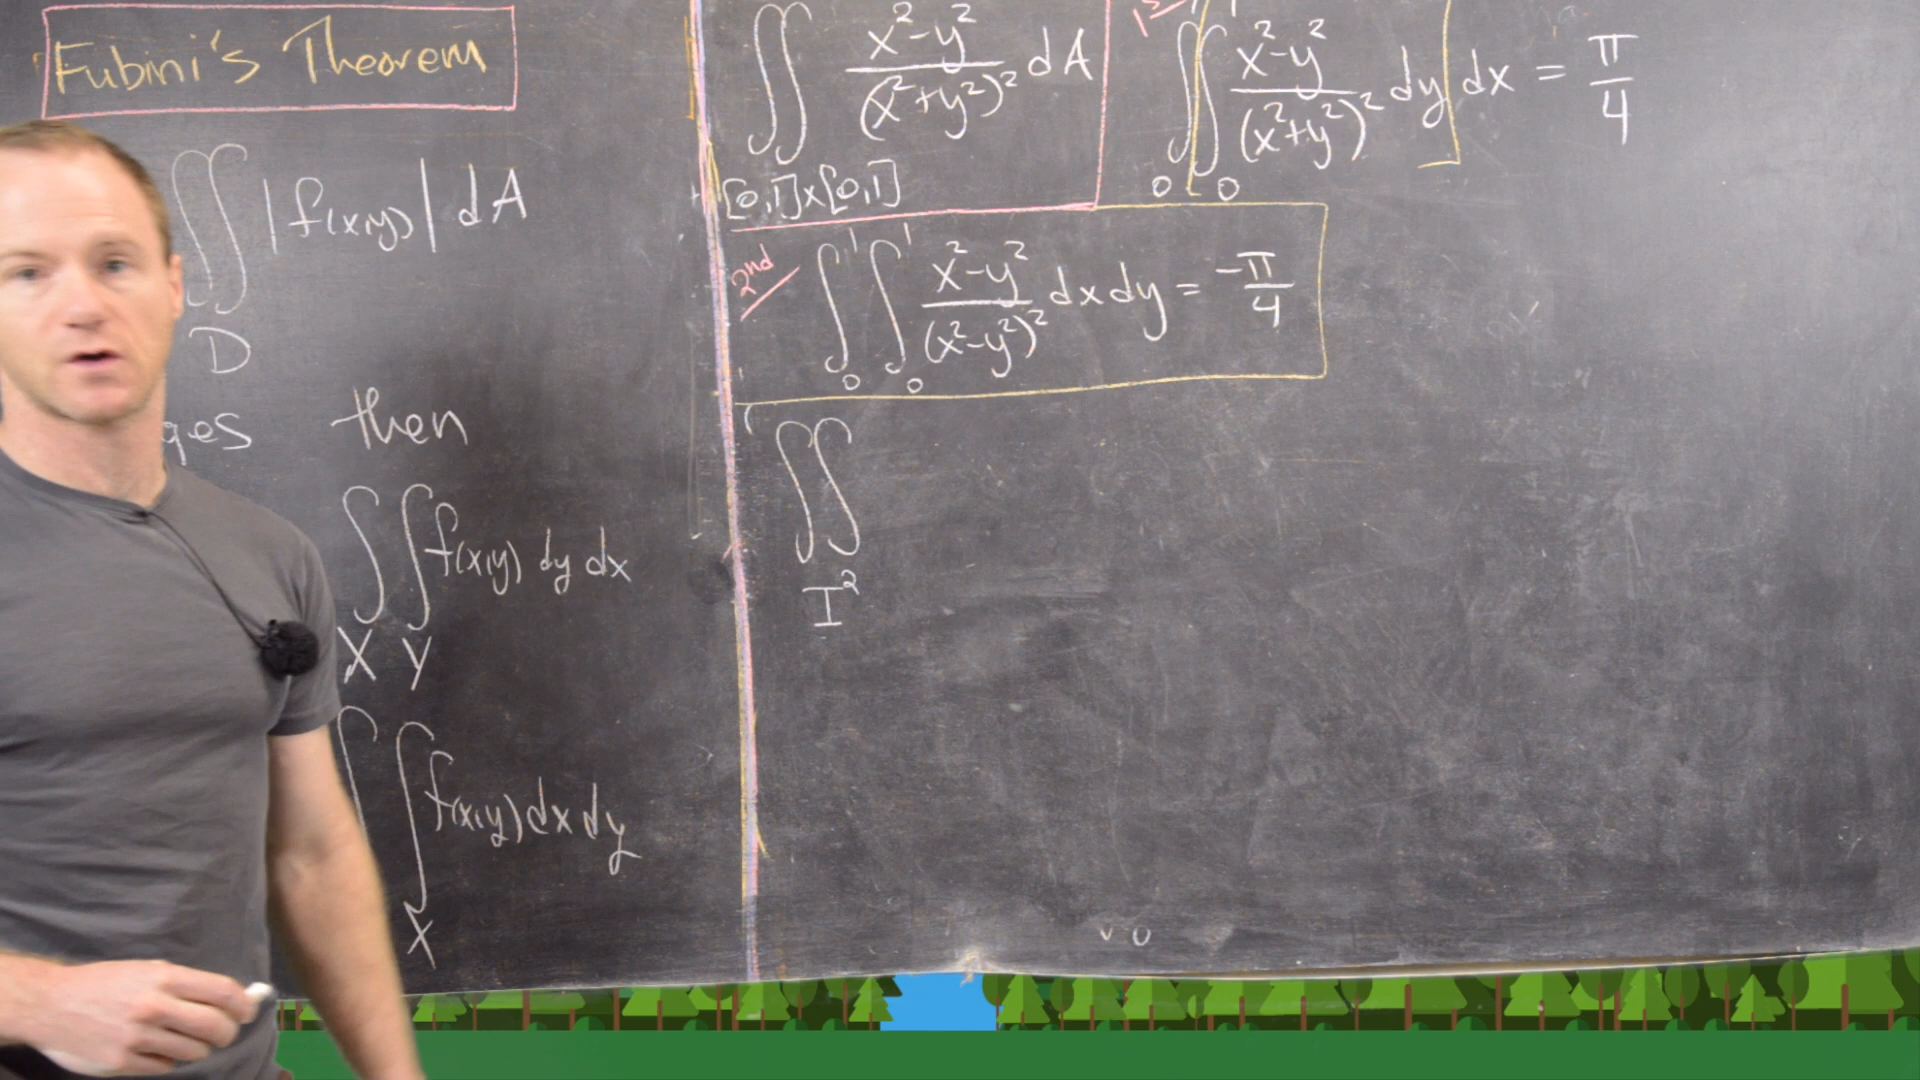 Fubini's Theorem
∬ |f(x,y)| dA
D
ges then
∫ ∫ f(x,y) dy dx
X Y
∫ ∫ f(x,y) dx dy
X
∬ x²-y² / (x²+y²)² dA
[0,1]x[0,1]
∫₀¹ ∫₀¹ x²-y² / (x²+y²)² dy dx = π/4
2nd ∫₀¹ ∫₀¹ x²-y² / (x²-y²)² dx dy = -π/4
∬
I²